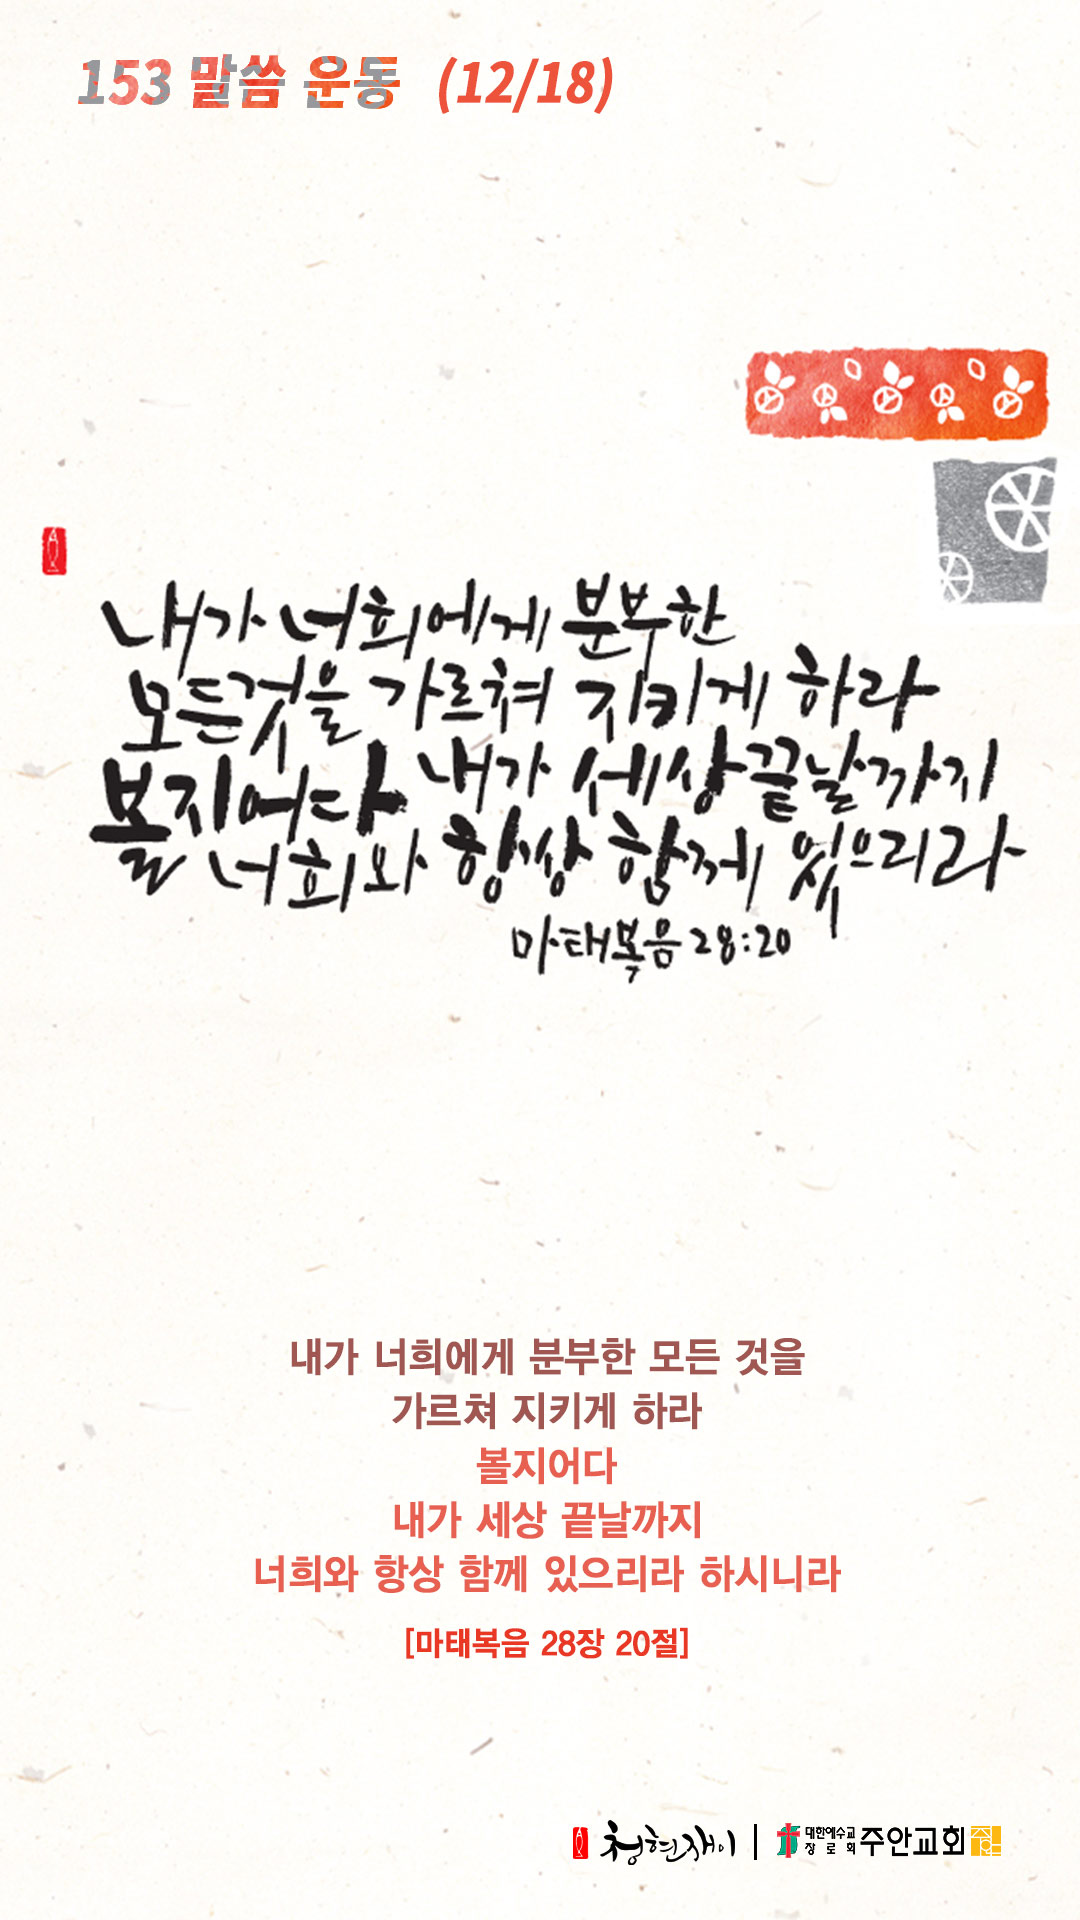 153 말씀 운동 (12/18)
내가 너희에게 분부한
모든것을 가르쳐 지키게 하라
볼지어다 내가 세상끝날까지
너희와 항상 함께 있으리라
마태복음 28:20
내가 너희에게 분부한 모든 것을
가르쳐 지키게 하라
볼지어다
내가 세상 끝날까지
너희와 항상 함께 있으리라 하시니라
[마태복음 28장 20절]
청현재이 | 대한예수교장로회 주안교회